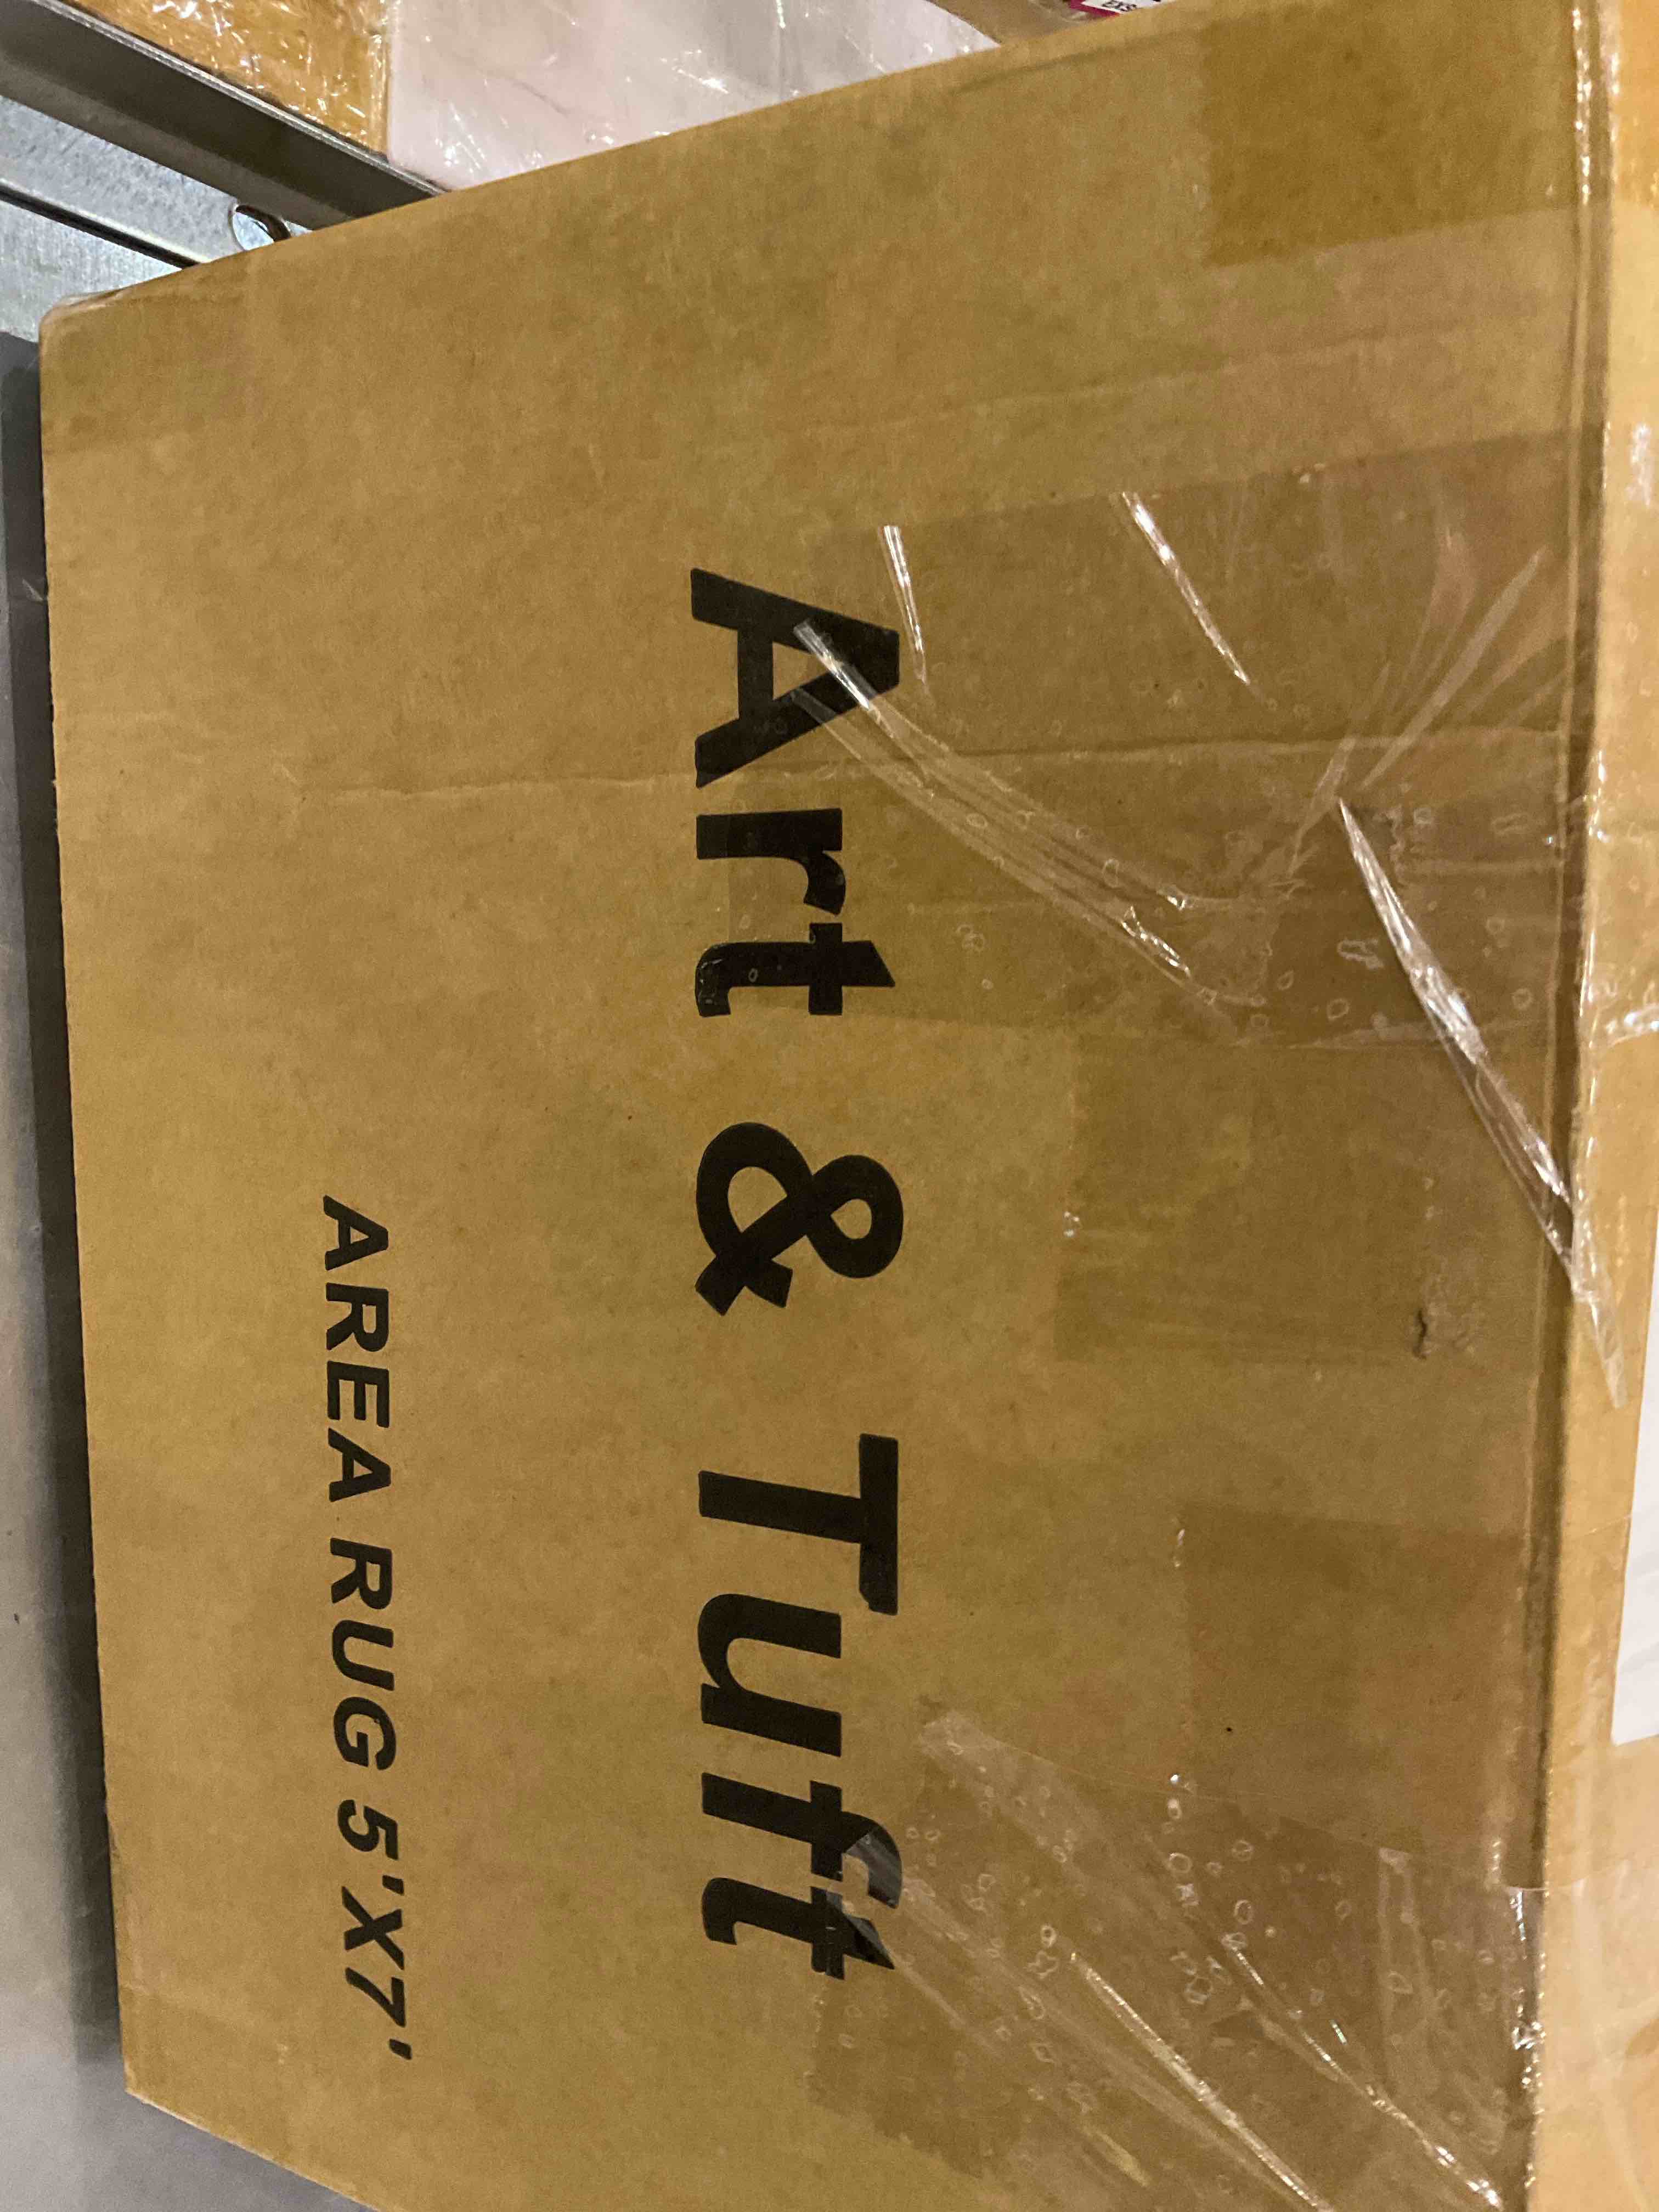 Art & Tuft
AREA RUG 5'X7'